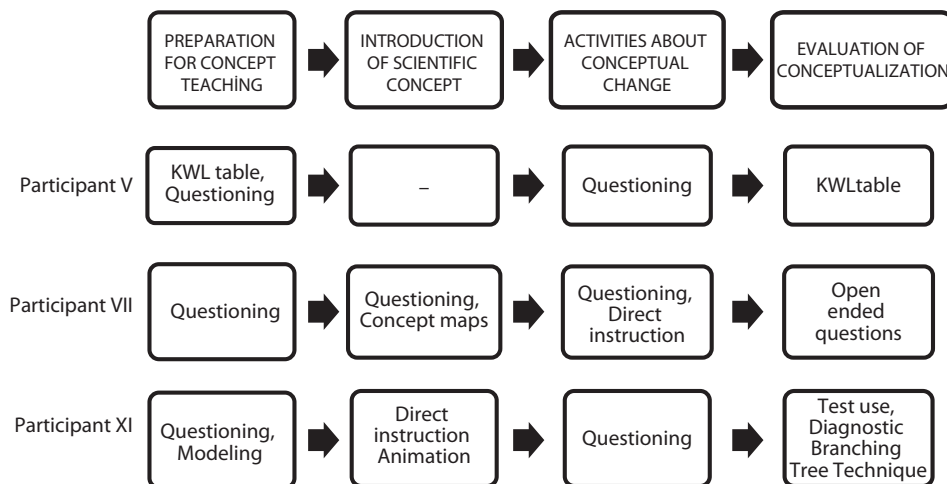 PREPARATION
FOR CONCEPT
TEACHİNG
INTRODUCTION
OF SCIENTIFIC
CONCEPT
ACTIVITIES ABOUT
CONCEPTUAL
CHANGE
EVALUATION OF
CONCEPTUALIZATION
Participant V
KWL table,
Questioning
–
Questioning
KWLtable
Participant VII
Questioning
Questioning,
Concept maps
Questioning,
Direct
instruction
Open
ended
questions
Participant XI
Questioning,
Modeling
Direct
instruction
Animation
Questioning
Test use,
Diagnostic
Branching
Tree Technique